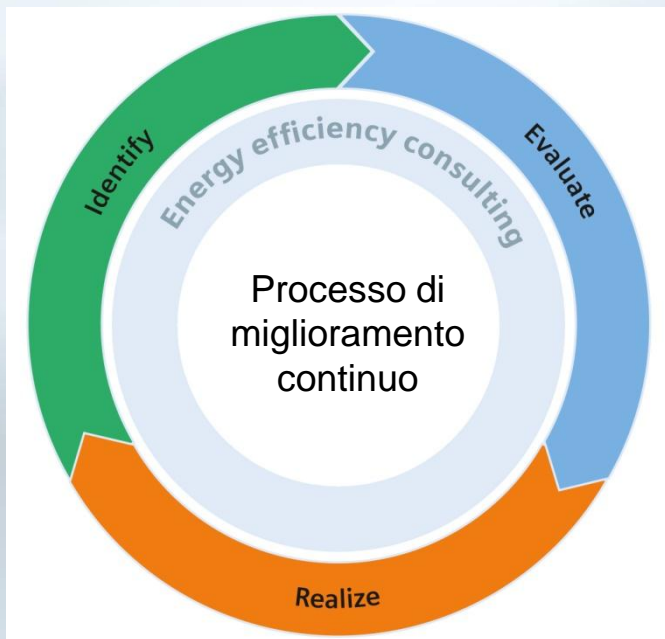 Identify
Evaluate
Energy efficiency consulting
Processo di
miglioramento
continuo
Realize